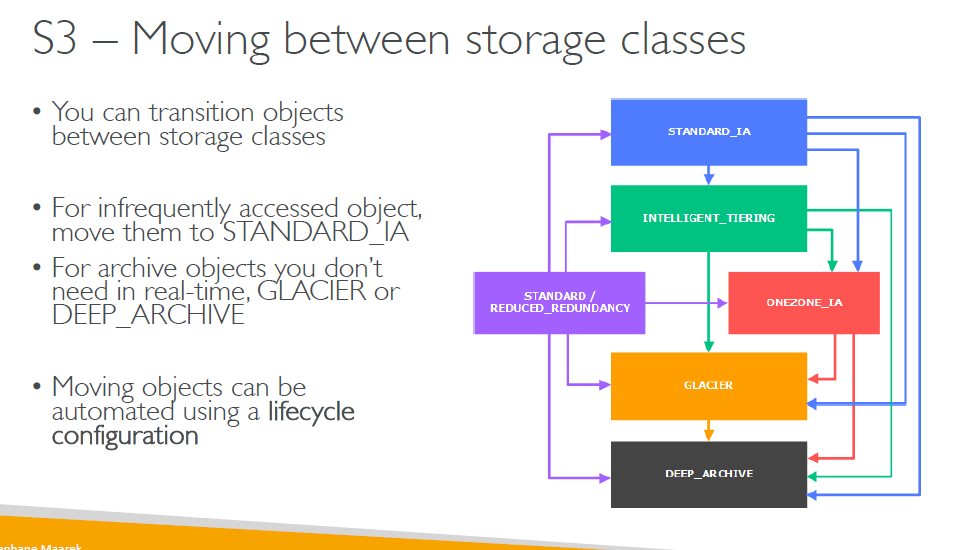 S3 – Moving between storage classes
• You can transition objects
between storage classes
• For infrequently accessed object,
move them to STANDARD_IA
• For archive objects you don’t
need in real-time, GLACIER or
DEEP_ARCHIVE
• Moving objects can be
automated using a lifecycle
configuration
STANDARD_IA
INTELLIGENT_TIERING
STANDARD /
REDUCED_REDUNDANCY
ONEZONE_IA
GLACIER
DEEP_ARCHIVE
Maarek